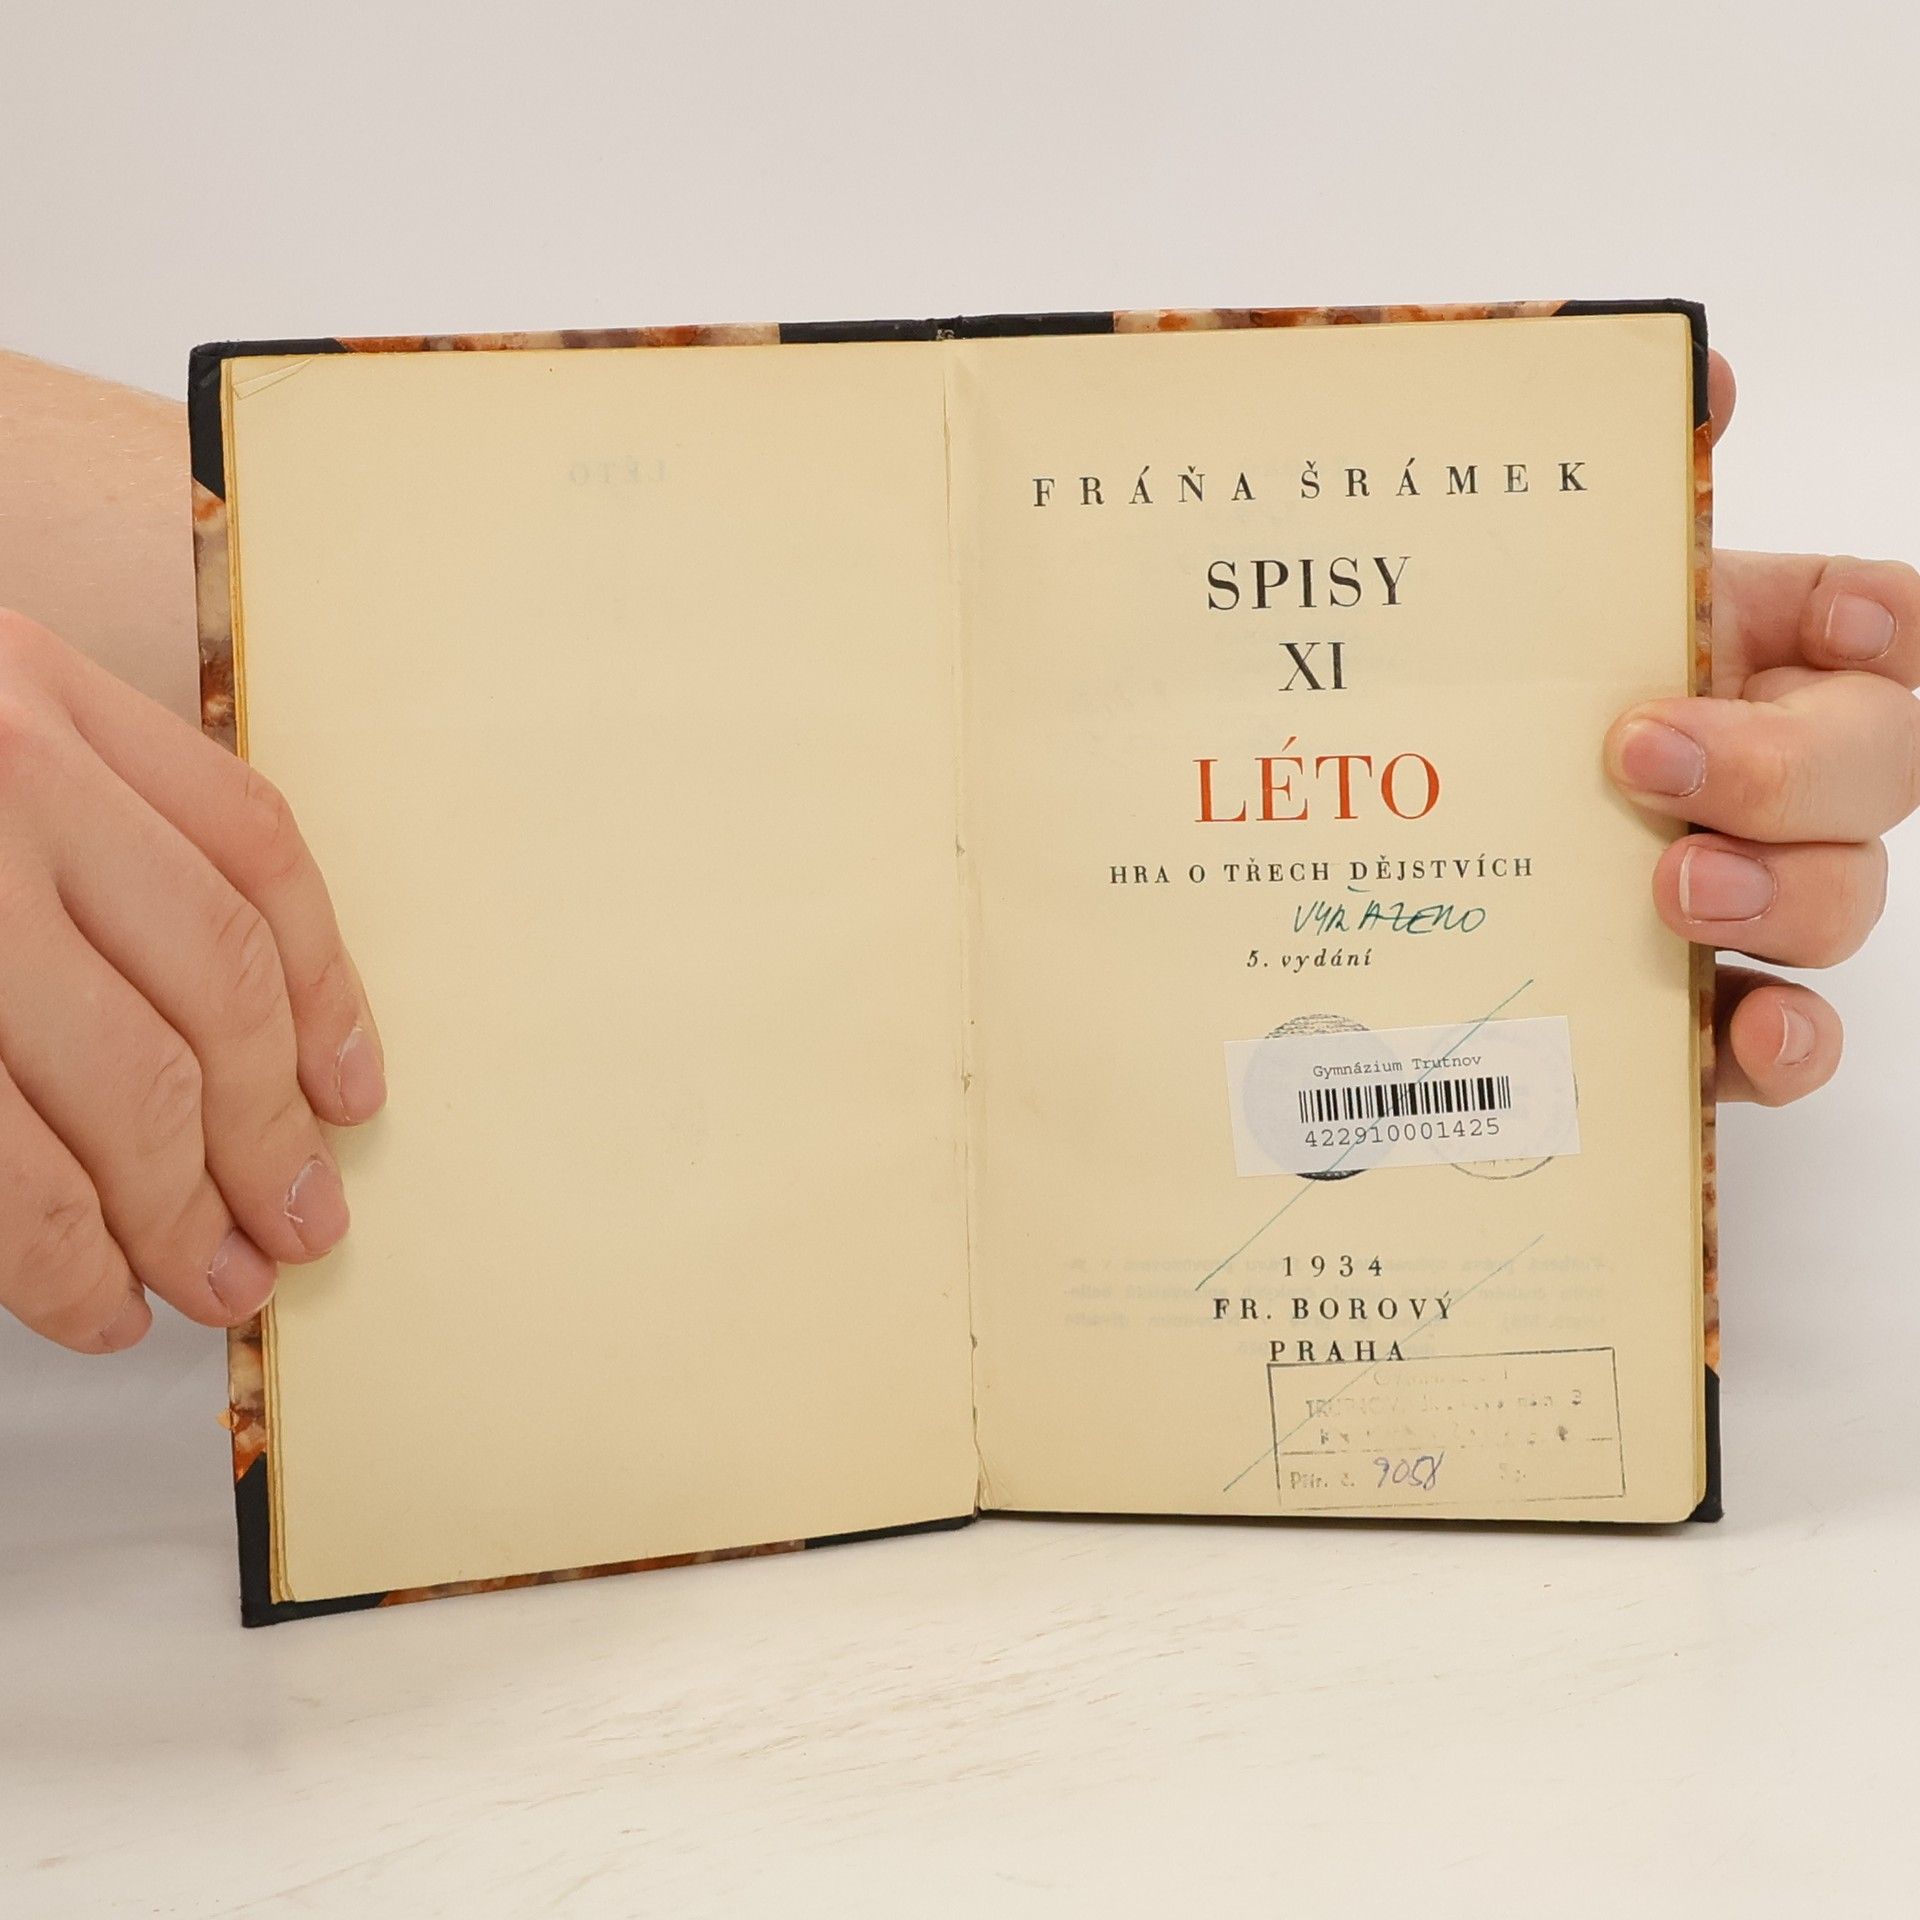 LÉTO
FRÁŇA ŠRÁMEK
SPISY
XI
LÉTO
HRA O TŘECH DĚJSTVÍCH
VYŘAZENO
5. vydání
Gymnázium Trutnov
422910001425
1934
FR. BOROVÝ
PRAHA
Přír. č. 9058